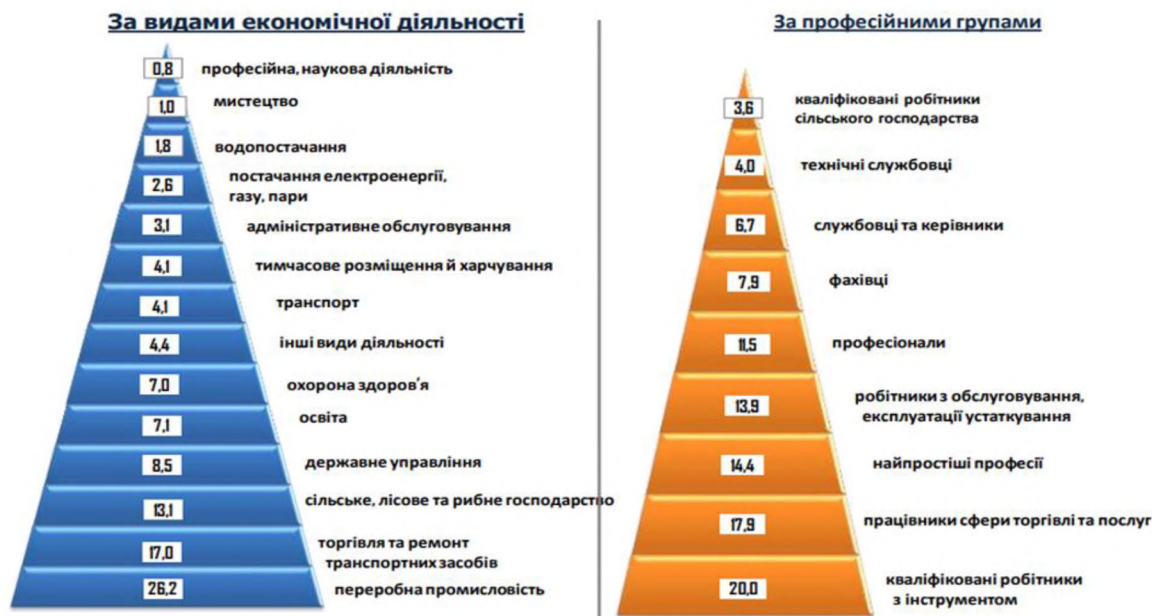 За видами економічної діяльності
0,8 професійна, наукова діяльність
1,0 мистецтво
1,8 водопостачання
2,6 постачання електроенергії,
газу, пари
3,1 адміністративне обслуговування
4,1 тимчасове розміщення й харчування
4,1 транспорт
4,4 інші види діяльності
7,0 охорона здоров'я
7,1 освіта
8,5 державне управління
13,1 сільське, лісове та рибне господарство
17,0 торгівля та ремонт
транспортних засобів
26,2 переробна промисловість
За професійними групами
3,6 кваліфіковані робітники
сільського господарства
4,0 технічні службовці
6,7 службовці та керівники
7,9 фахівці
11,5 професіонали
13,9 робітники з обслуговування,
експлуатації устаткування
14,4 найпростіші професії
17,9 працівники сфери торгівлі та послуг
20,0 кваліфіковані робітники
з інструментом